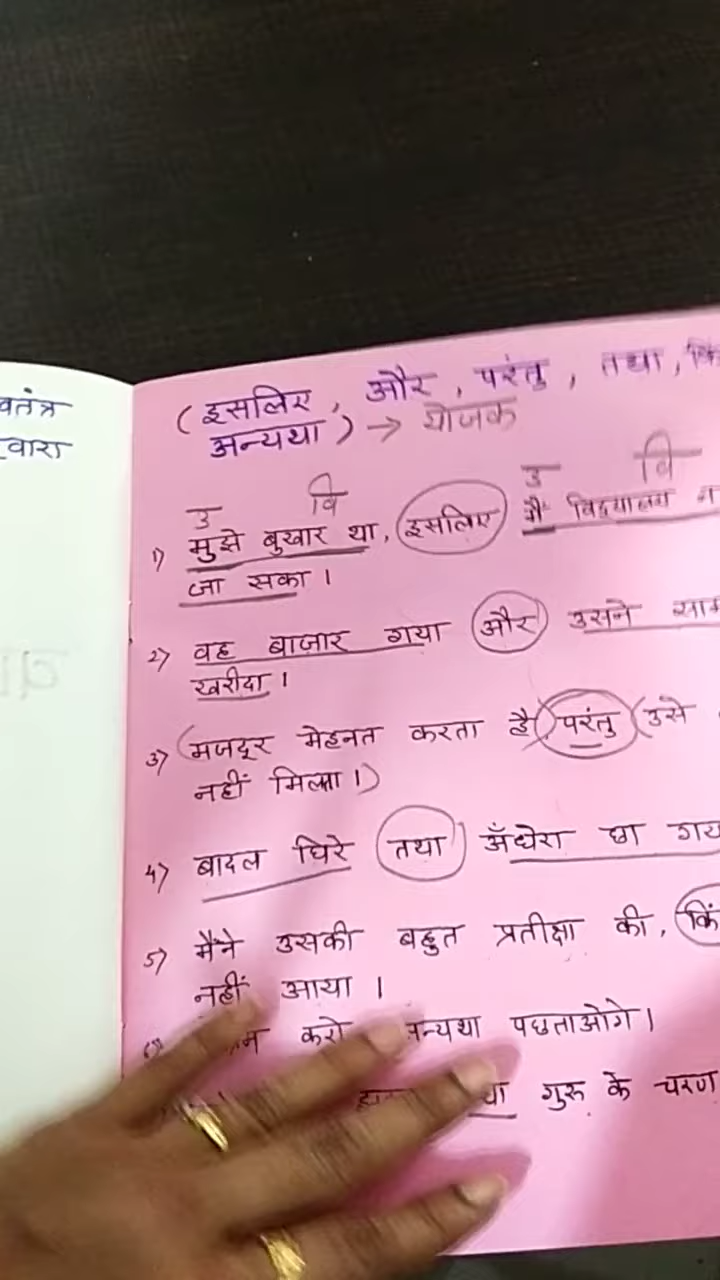 वतंत्र
वारा
(इसलिए, और, परंतु, तथा,
अन्यथा) → योजक
उ वि उ वि
1) मुझे बुखार था, इसलिए मैं विद्यालय
जा सका।
2) वह बाजार गया और उसने
खरीदा।
3) (मजदूर मेहनत करता है) परंतु (उसे
नहीं मिलता।)
4) बादल घिरे तथा अँधेरा छा
5) मैंने उसकी बहुत प्रतीक्षा की,
नहीं आया।
करो पछताओगे।
गुरु के चरण